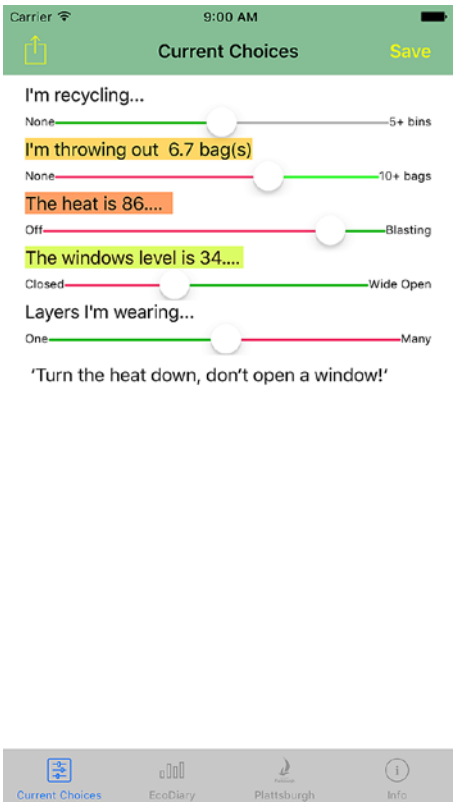 Carrier 9:00 AM
Current Choices Save
I'm recycling...
None 5+ bins
I'm throwing out 6.7 bag(s)
None 10+ bags
The heat is 86....
Off Blasting
The windows level is 34....
Closed Wide Open
Layers I'm wearing...
One Many
‘Turn the heat down, don’t open a window!‘
Current Choices EcoDiary Plattsburgh Info